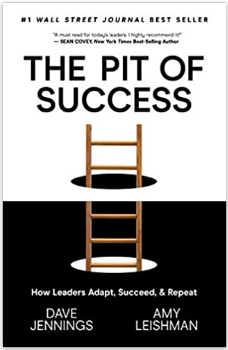 #1 WALL STREET JOURNAL BEST SELLER
"A must read for today's leaders. I highly recommend it!"
— SEAN COVEY, New York Times Best-Selling Author
THE PIT OF
SUCCESS
How Leaders Adapt, Succeed, & Repeat
DAVE AMY
JENNINGS LEISHMAN